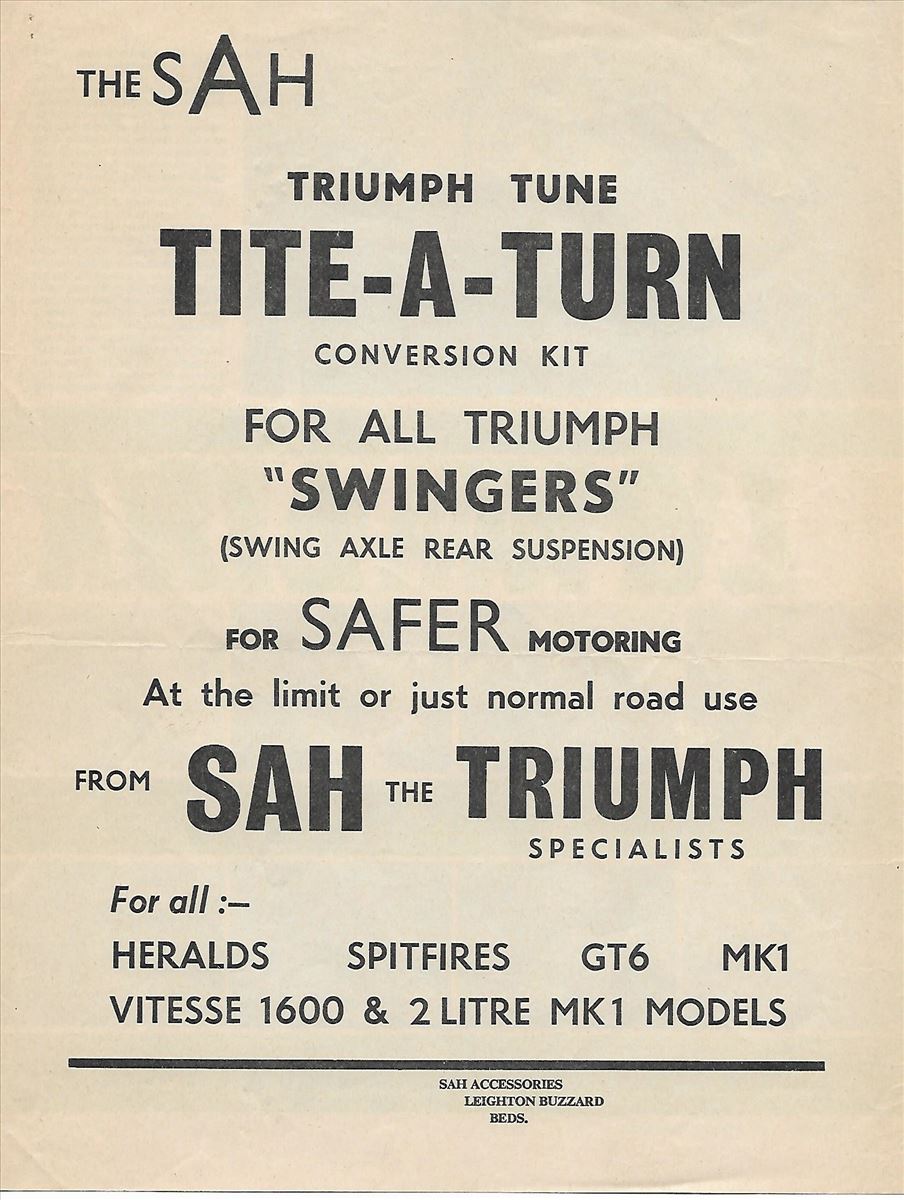 THE SAH
TRIUMPH TUNE
TITE-A-TURN
CONVERSION KIT
FOR ALL TRIUMPH
"SWINGERS"
(SWING AXLE REAR SUSPENSION)
FOR SAFER MOTORING
At the limit or just normal road use
FROM SAH THE TRIUMPH
SPECIALISTS
For all :—
HERALDS SPITFIRES GT6 MK1
VITESSE 1600 & 2 LITRE MK1 MODELS
SAH ACCESSORIES
LEIGHTON BUZZARD
BEDS.